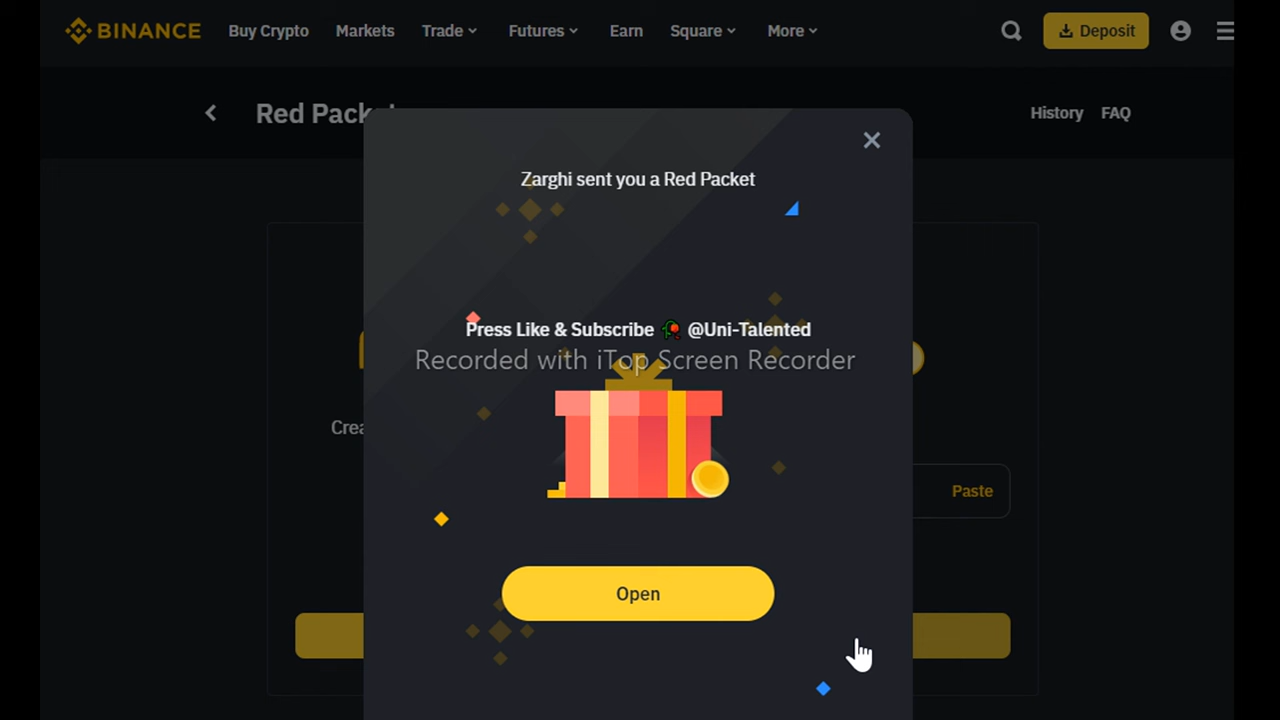 BINANCE Buy Crypto Markets Trade Futures Earn Square More Deposit
Red Packet History FAQ
Zarghi sent you a Red Packet
Press Like & Subscribe 🥀 @Uni-Talented
Recorded with iTop Screen Recorder
Crea
Paste
Open